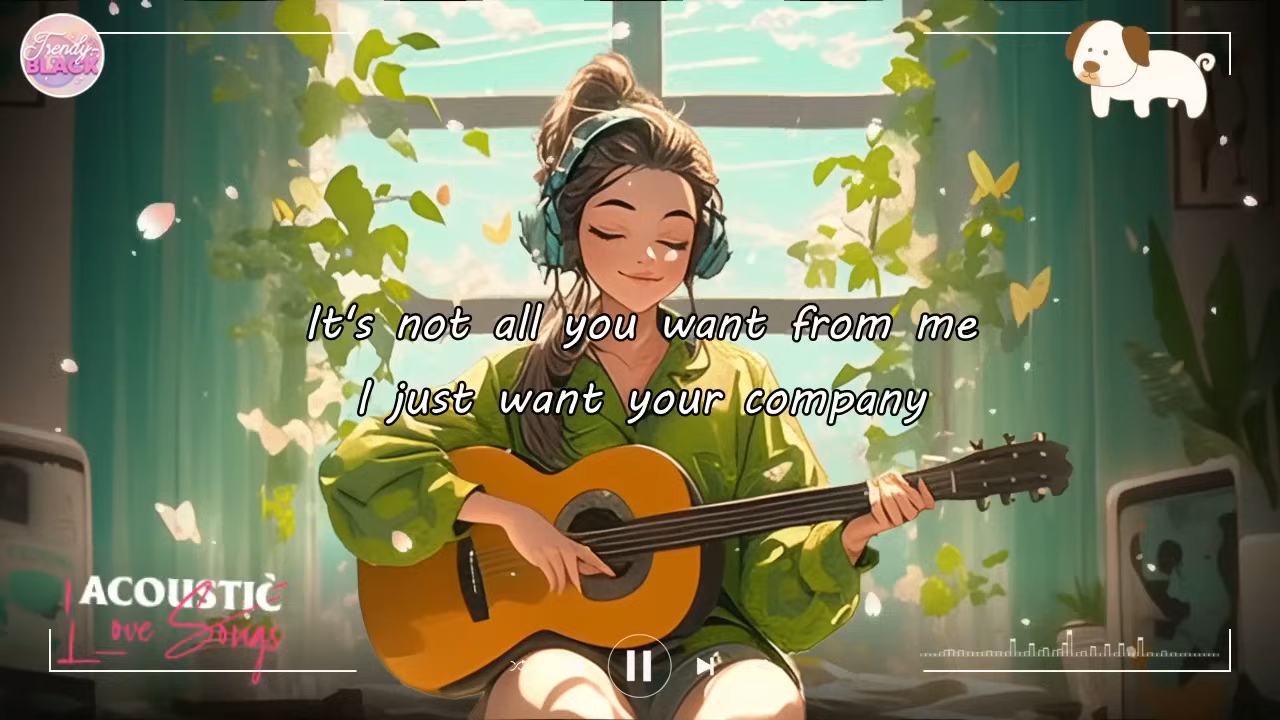 Trendy-
BLACK
It's not all you want from me
I just want your company
ACOUSTIC
Love Songs